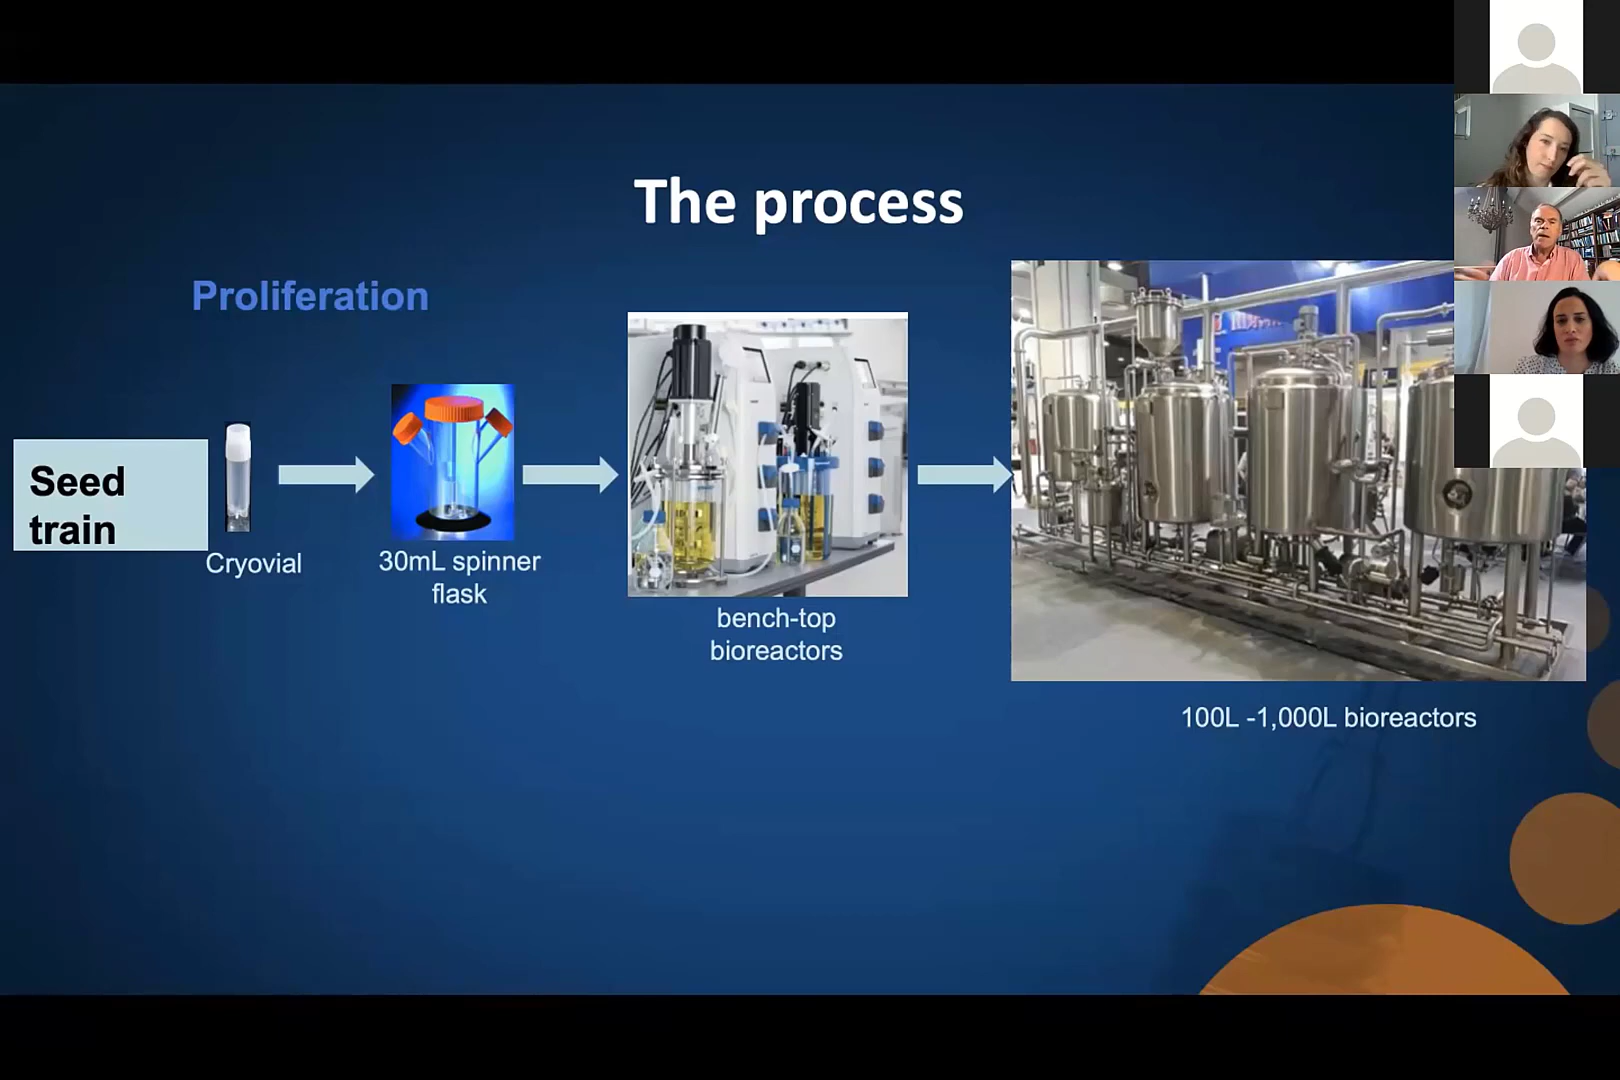 The process
Proliferation
Seed
train
Cryovial
30mL spinner
flask
bench-top
bioreactors
100L -1,000L bioreactors